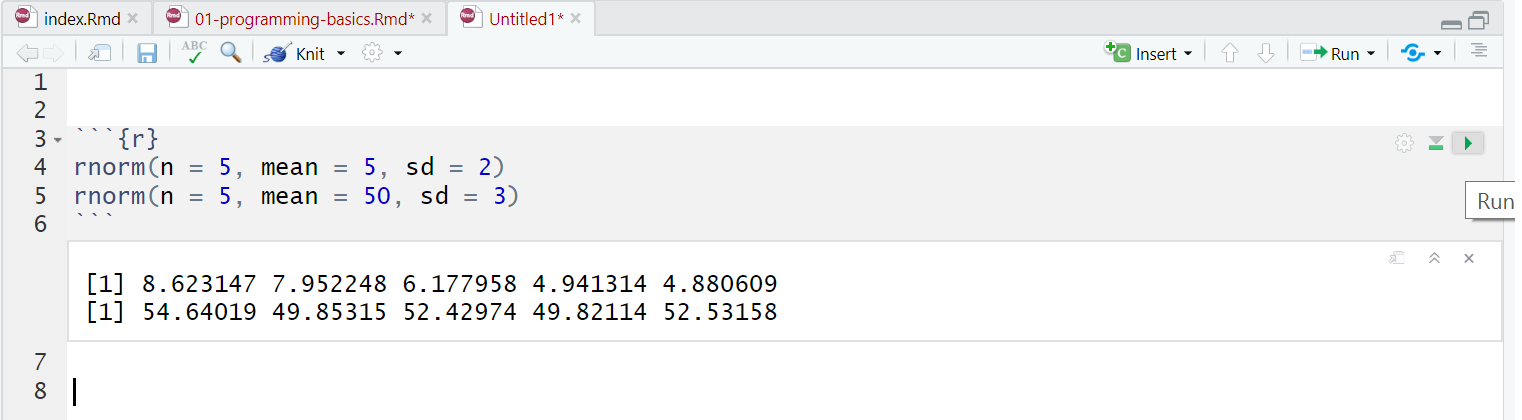 index.Rmd × 01-programming-basics.Rmd* × Untitled1* ×
ABC Knit Insert Run
1
2
3 ```{r}
4 rnorm(n = 5, mean = 5, sd = 2)
5 rnorm(n = 5, mean = 50, sd = 3)
6 ```
Run
[1] 8.623147 7.952248 6.177958 4.941314 4.880609
[1] 54.64019 49.85315 52.42974 49.82114 52.53158
7
8